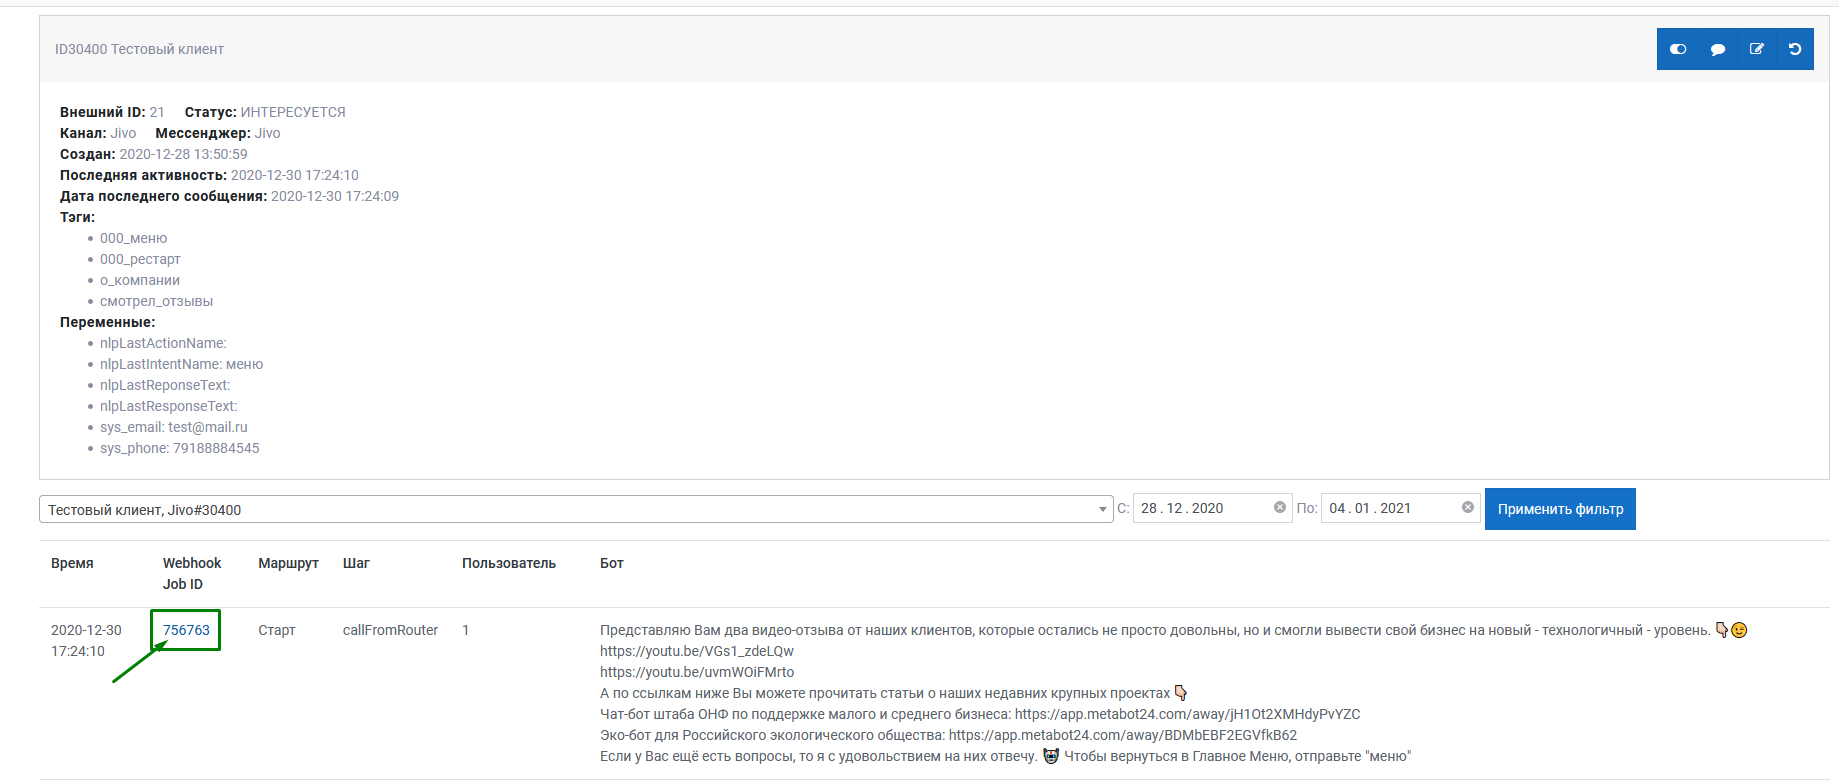 ID30400 Тестовый клиент
Внешний ID: 21 Статус: ИНТЕРЕСУЕТСЯ
Канал: Jivo Мессенджер: Jivo
Создан: 2020-12-28 13:50:59
Последняя активность: 2020-12-30 17:24:10
Дата последнего сообщения: 2020-12-30 17:24:09
Тэги:
000_меню
000_рестарт
о_компании
смотрел_отзывы
Переменные:
nlpLastActionName:
nlpLastIntentName: меню
nlpLastReponseText:
nlpLastResponseText:
sys_email: test@mail.ru
sys_phone: 79188884545
Тестовый клиент, Jivo#30400 С: 28.12.2020 По: 04.01.2021 Применить фильтр
Время Webhook Job ID Маршрут Шаг Пользователь Бот
2020-12-30 17:24:10 756763 Старт callFromRouter 1
Представляю Вам два видео-отзыва от наших клиентов, которые остались не просто довольны, но и смогли вывести свой бизнес на новый - технологичный - уровень. 👇😉
https://youtu.be/VGs1_zdeLQw
https://youtu.be/uvmWOiFMrto
А по ссылкам ниже Вы можете прочитать статьи о наших недавних крупных проектах 👇
Чат-бот штаба ОНФ по поддержке малого и среднего бизнеса: https://app.metabot24.com/away/jH1Ot2XMHdyPvYZC
Эко-бот для Российского экологического общества: https://app.metabot24.com/away/BDMbEBF2EGVfkB62
Если у Вас ещё есть вопросы, то я с удовольствием на них отвечу. 🤖 Чтобы вернуться в Главное Меню, отправьте "меню"